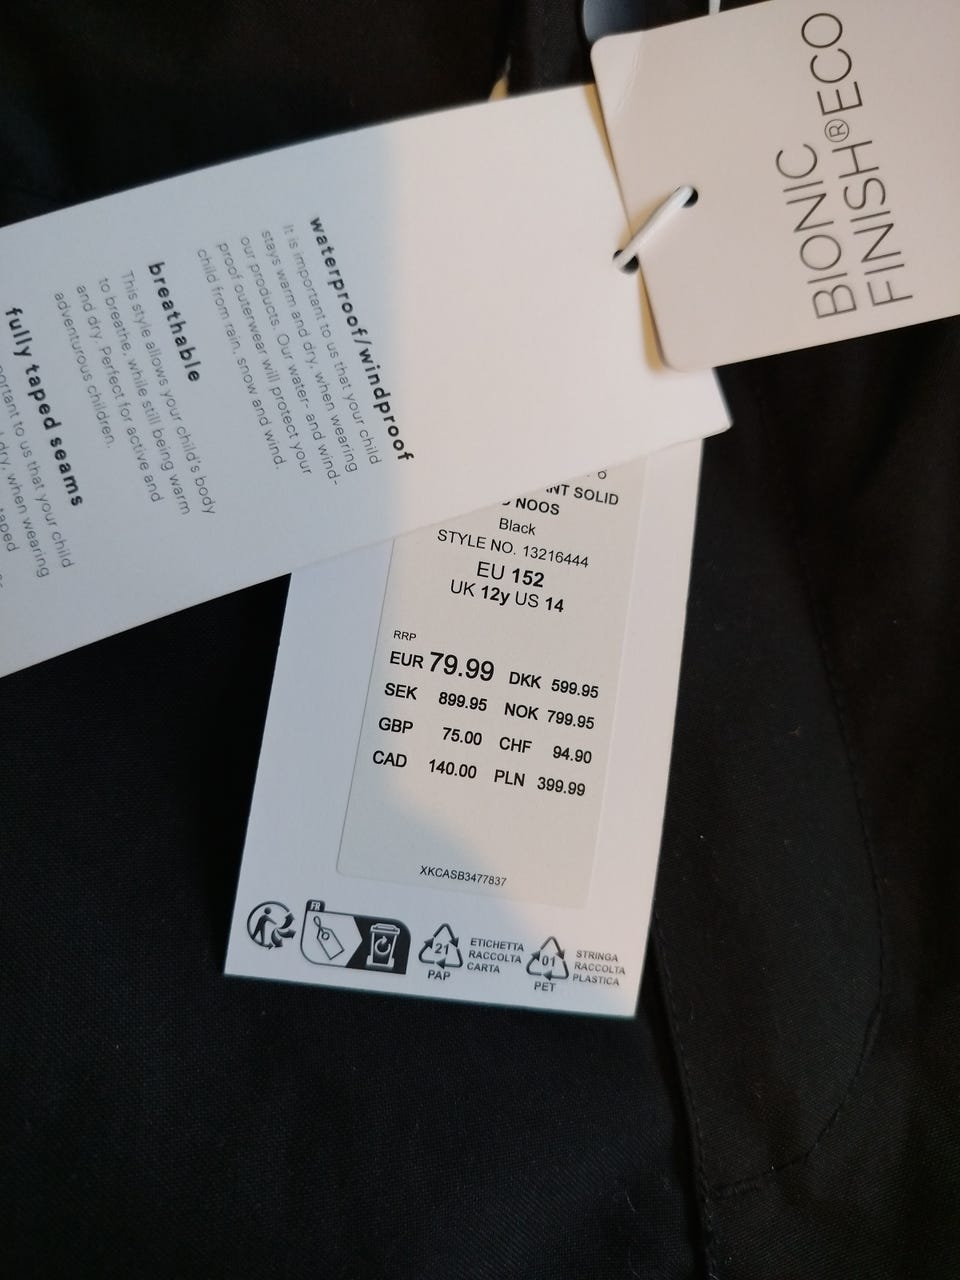 BIONIC
FINISH®ECO
waterproof/windproof
It is important to us that your child
stays warm and dry, when wearing
our products. Our water- and wind-
proof outerwear will protect your
child from rain, snow and wind.
breathable
This style allows your child's body
to breathe, while still being warm
and dry. Perfect for active and
adventurous children.
fully taped seams
to us that your child
dry, when wearing
taped
SOLID
NOOS
Black
STYLE NO. 13216444
EU 152
UK 12y US 14
RRP
EUR 79.99 DKK 599.95
SEK 899.95 NOK 799.95
GBP 75.00 CHF 94.90
CAD 140.00 PLN 399.99
XKCASB3477837
FR
21
PAP
ETICHETTA
RACCOLTA
CARTA
01
PET
STRINGA
RACCOLTA
PLASTICA